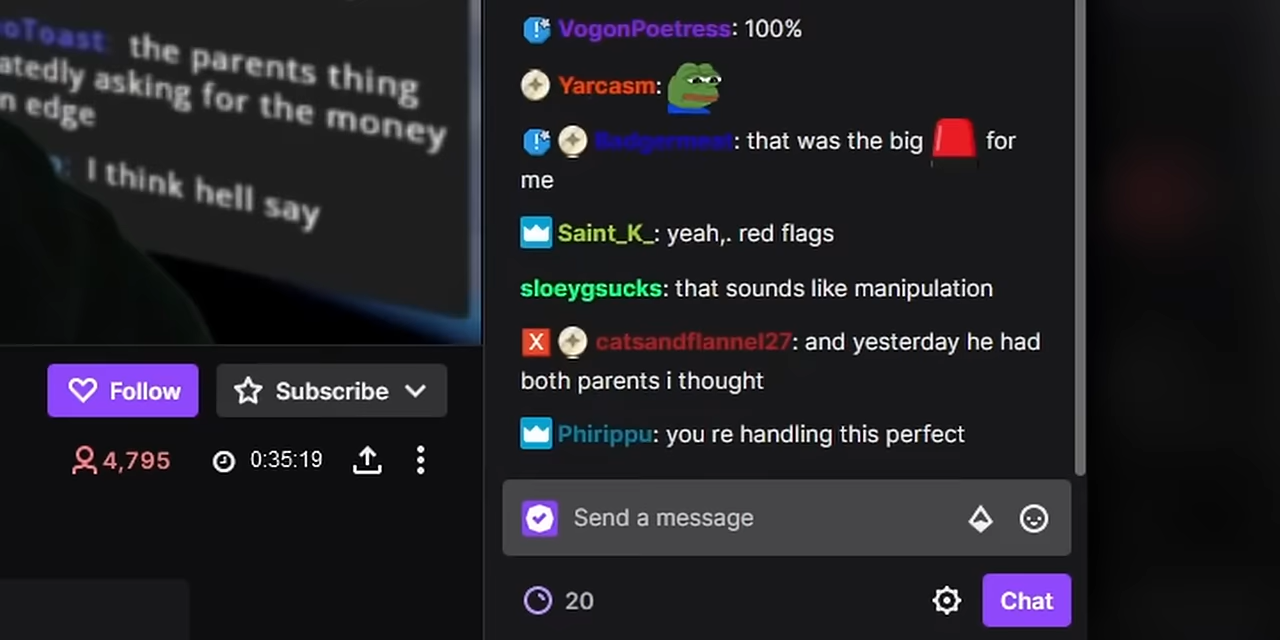 the parents thing
asking for the money
edge
I think hell say
Follow
Subscribe
4,795
0:35:19
VogonPoetress: 100%
Yarcasm:
Badgermeat: that was the big for
me
Saint_K_: yeah,. red flags
sloeygsucks: that sounds like manipulation
X catsandflannel27: and yesterday he had
both parents i thought
Phirippu: you re handling this perfect
Send a message
20
Chat